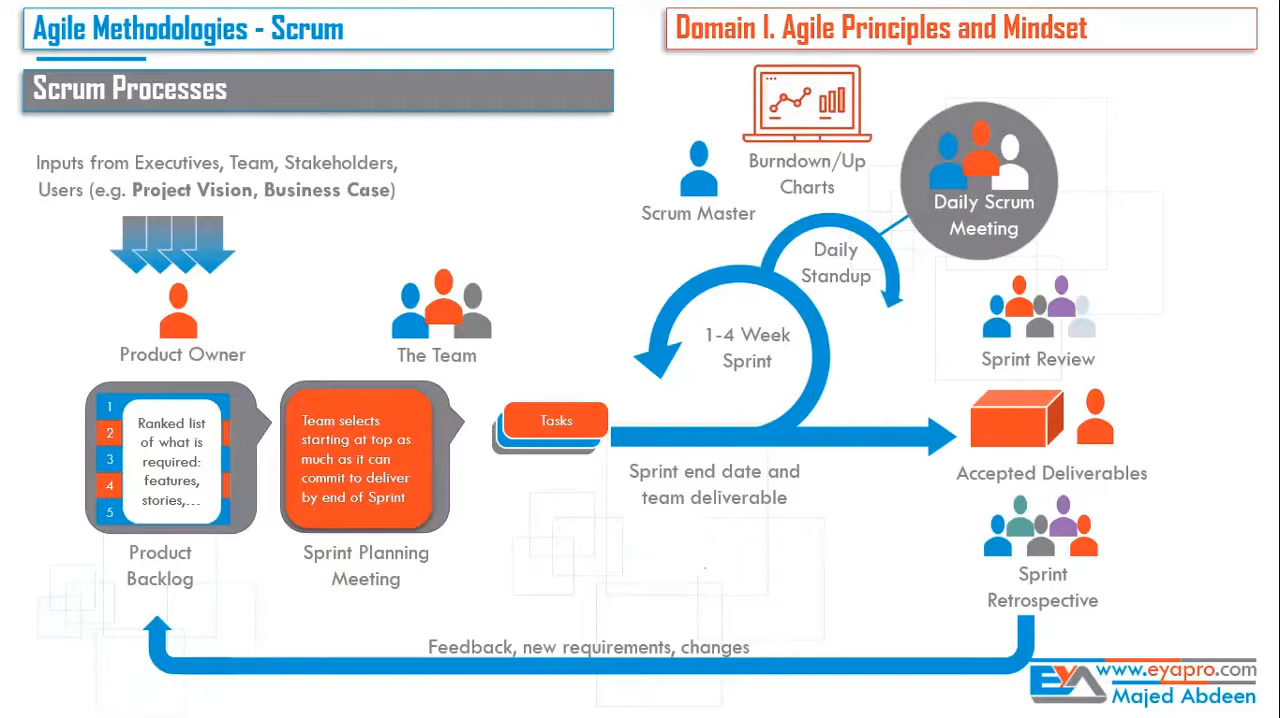 Agile Methodologies - Scrum
Domain I. Agile Principles and Mindset
Scrum Processes
Inputs from Executives, Team, Stakeholders,
Users (e.g. Project Vision, Business Case)
Product Owner
The Team
Scrum Master
Burndown/Up
Charts
Daily Scrum
Meeting
Daily
Standup
1-4 Week
Sprint
Sprint Review
1
2
3
4
5
Ranked list
of what is
required:
features,
stories,...
Product
Backlog
Team selects
starting at top as
much as it can
commit to deliver
by end of Sprint
Sprint Planning
Meeting
Tasks
Sprint end date and
team deliverable
Accepted Deliverables
Sprint
Retrospective
Feedback, new requirements, changes
EYA
www.eyapro.com
Majed Abdeen